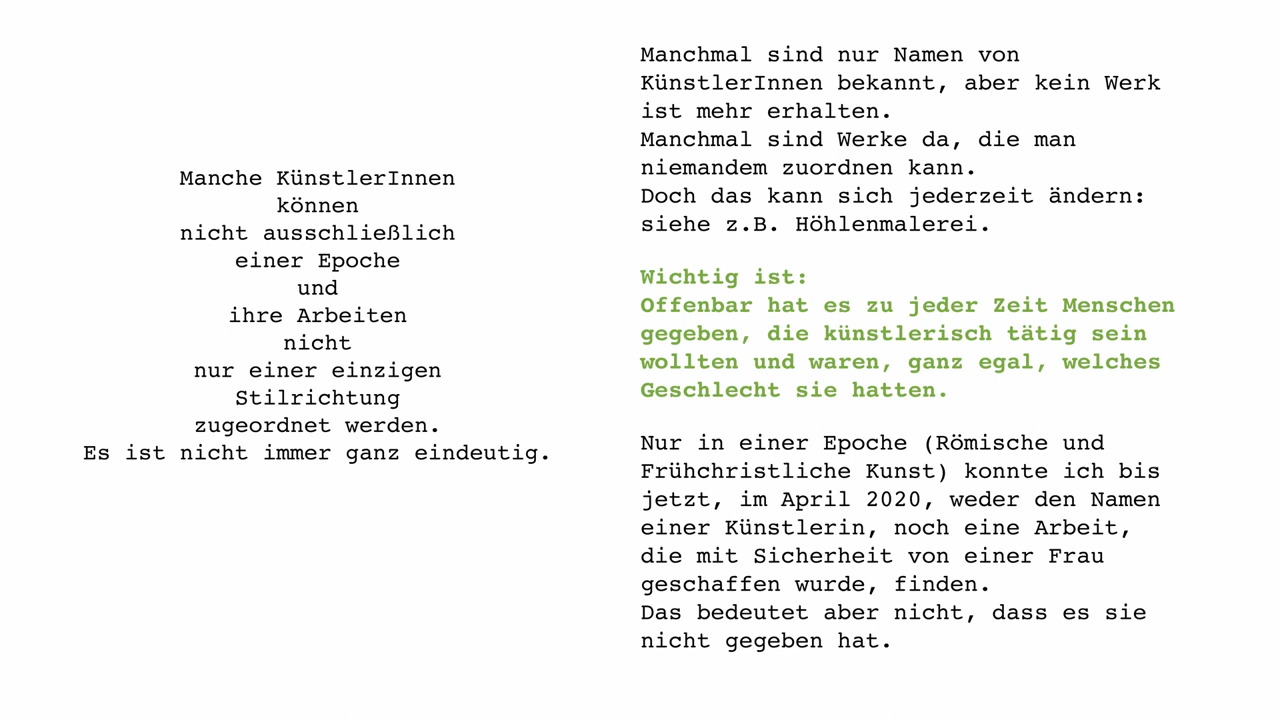 Manche KünstlerInnen
können
nicht ausschließlich
einer Epoche
und
ihre Arbeiten
nicht
nur einer einzigen
Stilrichtung
zugeordnet werden.
Es ist nicht immer ganz eindeutig.
Manchmal sind nur Namen von
KünstlerInnen bekannt, aber kein Werk
ist mehr erhalten.
Manchmal sind Werke da, die man
niemandem zuordnen kann.
Doch das kann sich jederzeit ändern:
siehe z.B. Höhlenmalerei.
Wichtig ist:
Offenbar hat es zu jeder Zeit Menschen
gegeben, die künstlerisch tätig sein
wollten und waren, ganz egal, welches
Geschlecht sie hatten.
Nur in einer Epoche (Römische und
Frühchristliche Kunst) konnte ich bis
jetzt, im April 2020, weder den Namen
einer Künstlerin, noch eine Arbeit,
die mit Sicherheit von einer Frau
geschaffen wurde, finden.
Das bedeutet aber nicht, dass es sie
nicht gegeben hat.